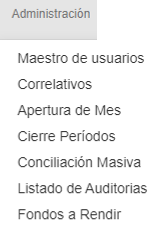 Administración
Maestro de usuarios
Correlativos
Apertura de Mes
Cierre Períodos
Conciliación Masiva
Listado de Auditorias
Fondos a Rendir